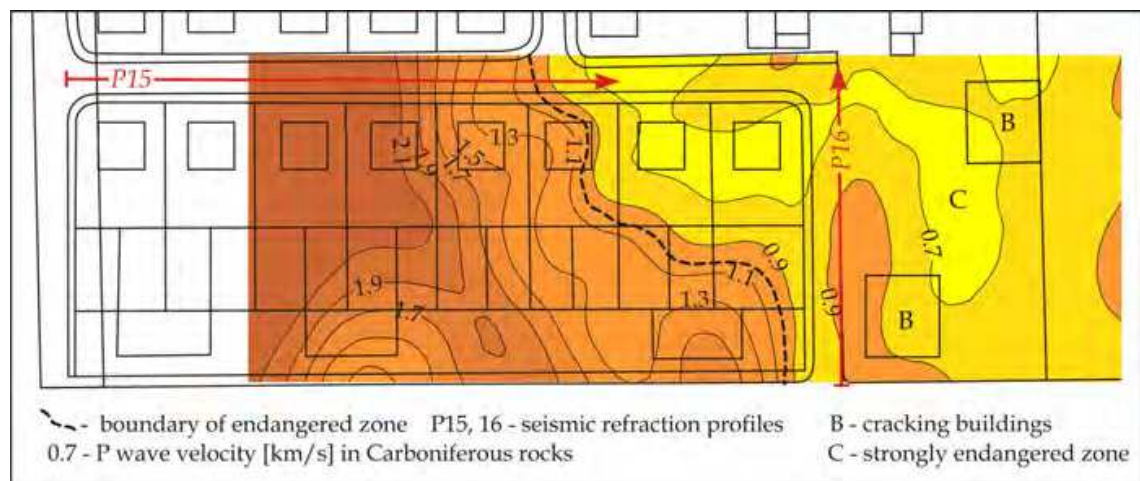 P15
P16
B
C
B
2.1
1.9
1.7
1.5
1.3
1.1
0.9
1.1
1.3
1.9
1.7
0.7
0.9
- boundary of endangered zone P15, 16 - seismic refraction profiles B - cracking buildings
0.7 - P wave velocity [km/s] in Carboniferous rocks C - strongly endangered zone